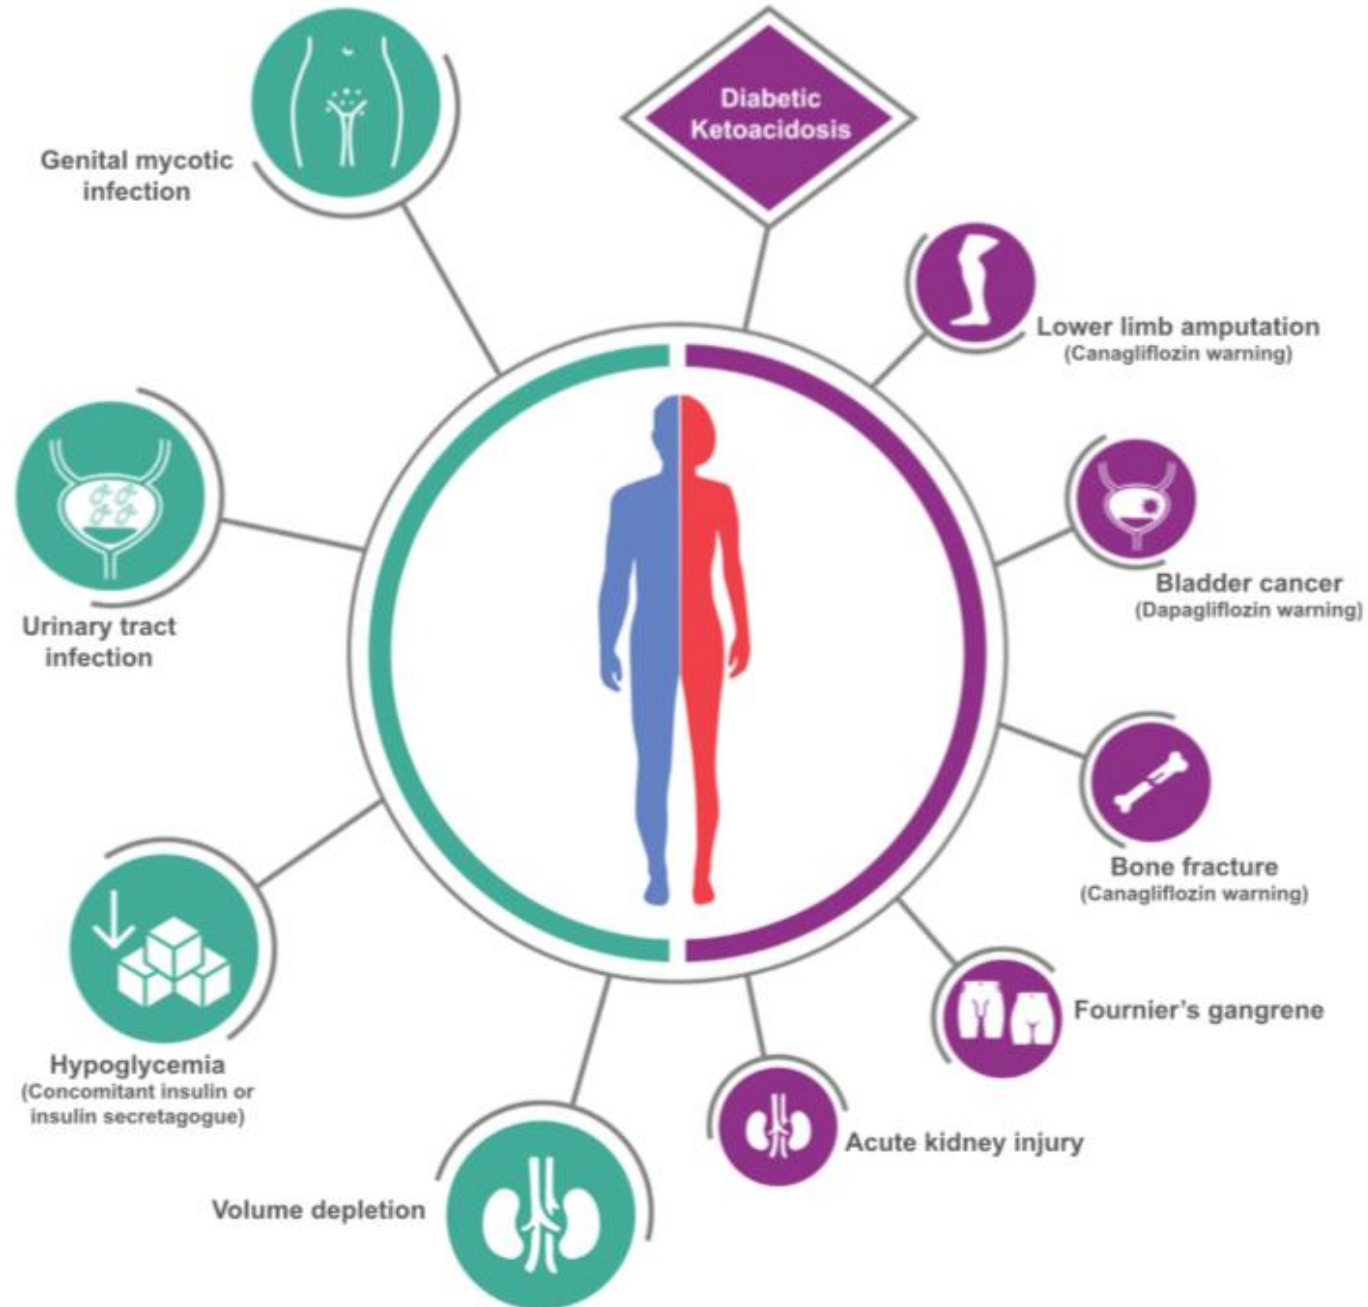 Diabetic
Ketoacidosis
Genital mycotic
infection
Lower limb amputation
(Canagliflozin warning)
Bladder cancer
(Dapagliflozin warning)
Urinary tract
infection
Bone fracture
(Canagliflozin warning)
Fournier’s gangrene
Hypoglycemia
(Concomitant insulin or
insulin secretagogue)
Acute kidney injury
Volume depletion